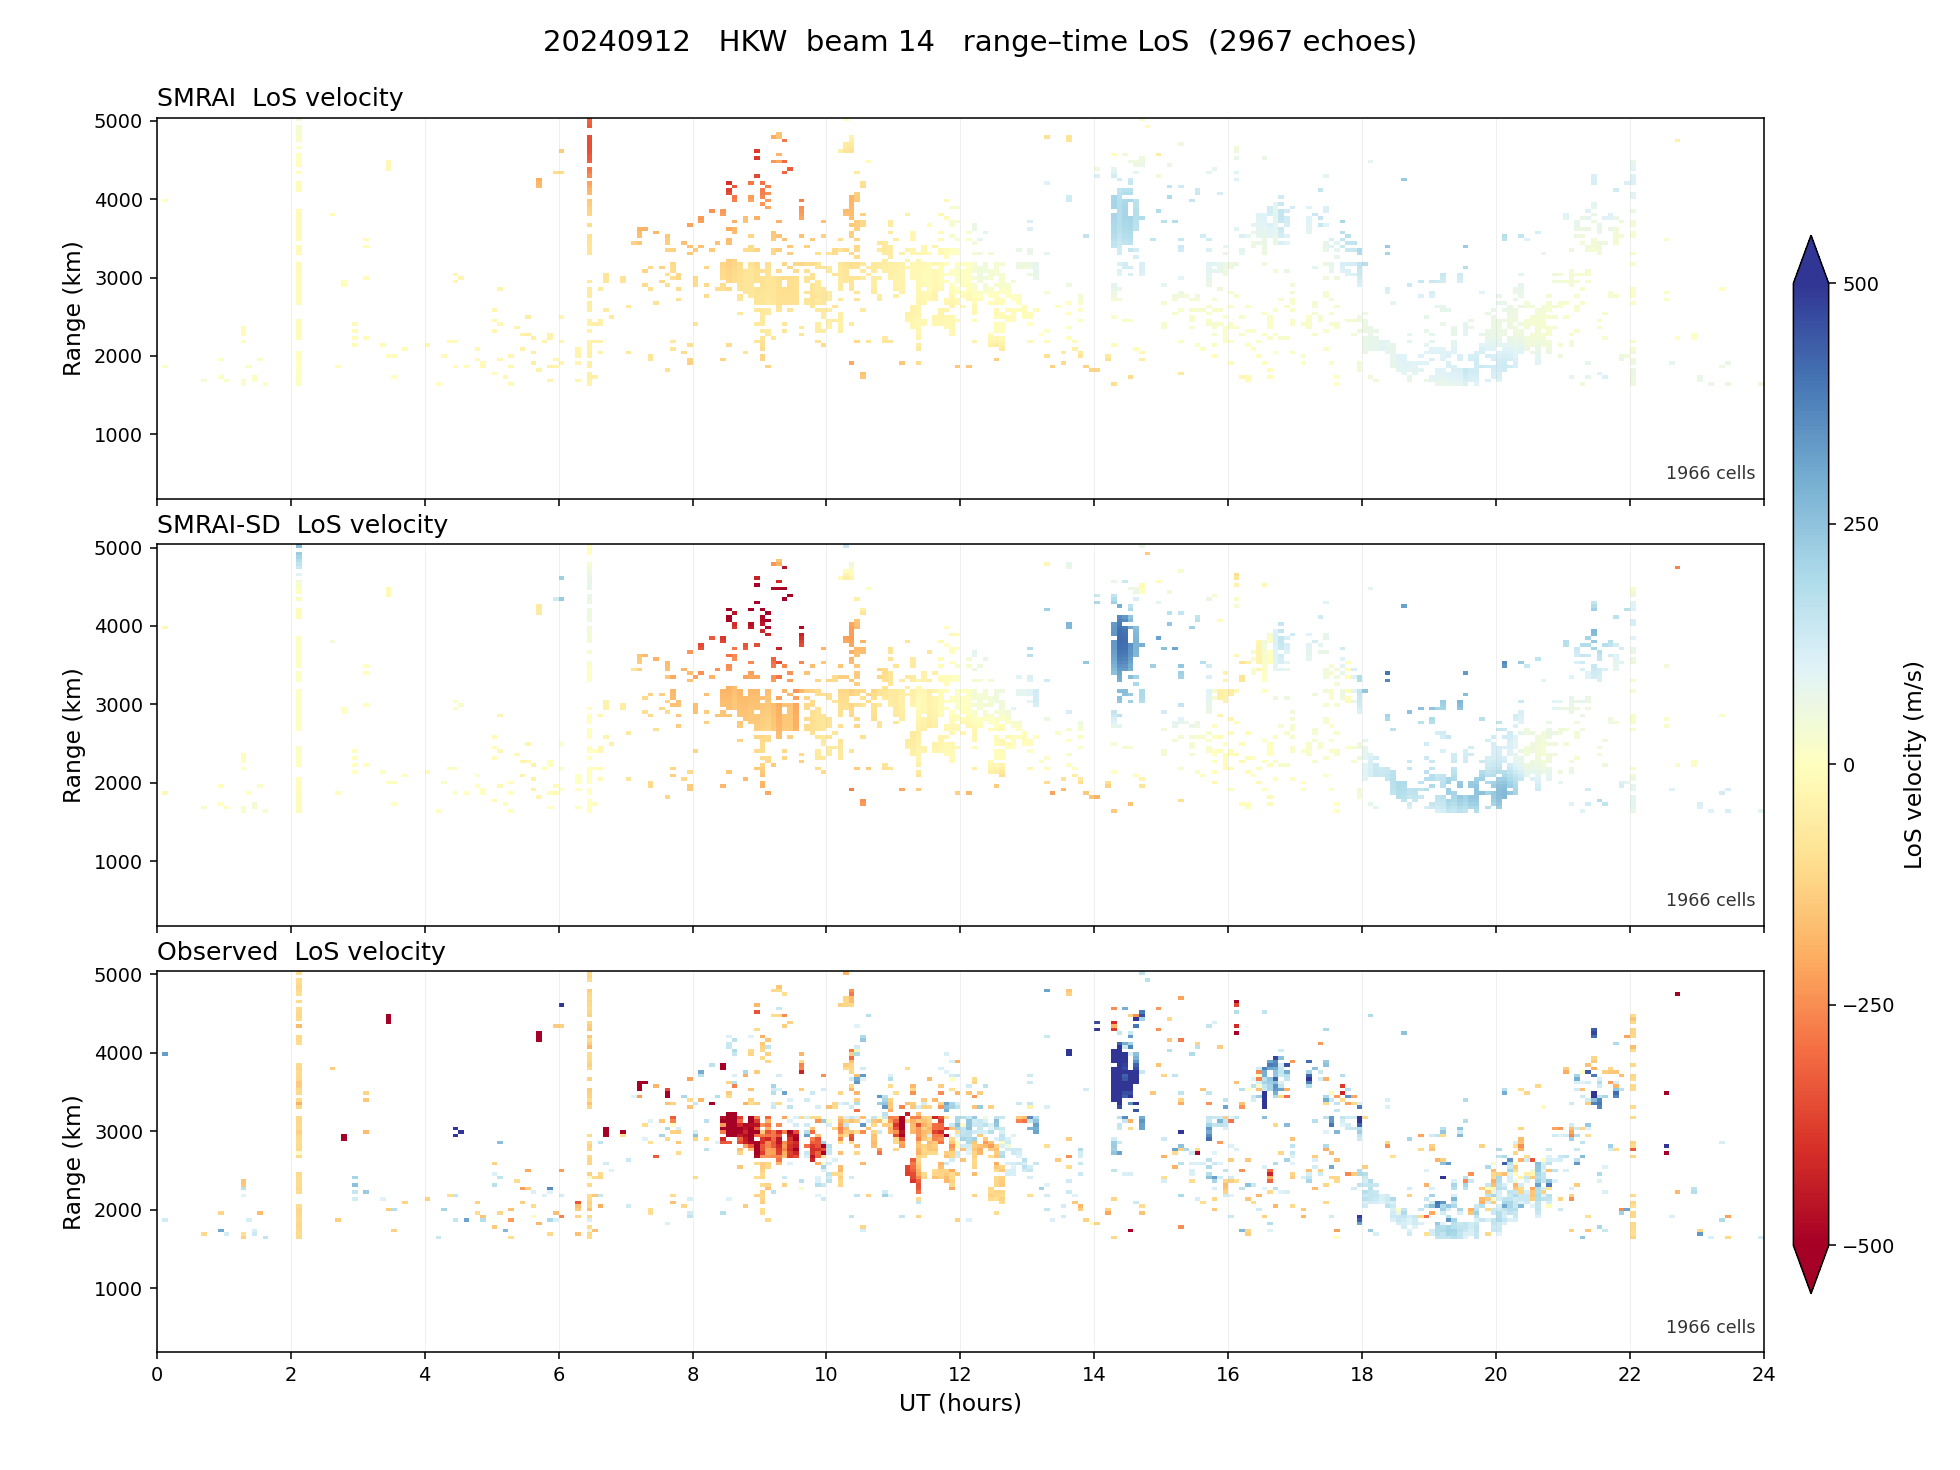 20240912   HKW  beam 14   range–time LoS  (2967 echoes)
SMRAI  LoS velocity
5000
4000
3000
2000
1000
Range (km)
1966 cells
SMRAI-SD  LoS velocity
5000
4000
3000
2000
1000
Range (km)
1966 cells
Observed  LoS velocity
5000
4000
3000
2000
1000
Range (km)
1966 cells
0 2 4 6 8 10 12 14 16 18 20 22 24
UT (hours)
500
250
0
−250
−500
LoS velocity (m/s)